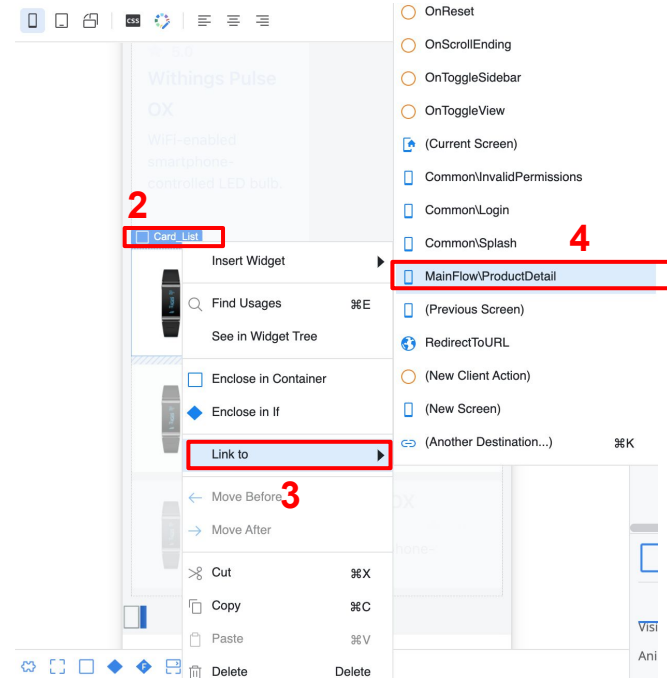 CSS
Withings Pulse
OX
WIFI-enabled
smartphone-
controlled LED bulb,
2
Card_List
Insert Widget
Find Usages ⌘E
See in Widget Tree
Enclose in Container
Enclose in If
Link to
3
Move Before
Move After
Cut ⌘X
Copy ⌘C
Paste ⌘V
Delete Delete
OX
OnReset
OnScrollEnding
OnToggleSidebar
OnToggleView
(Current Screen)
Common\InvalidPermissions
Common\Login
Common\Splash
4
MainFlow\ProductDetail
(Previous Screen)
RedirectToURL
(New Client Action)
(New Screen)
(Another Destination...) ⌘K
Visi
Ani
F